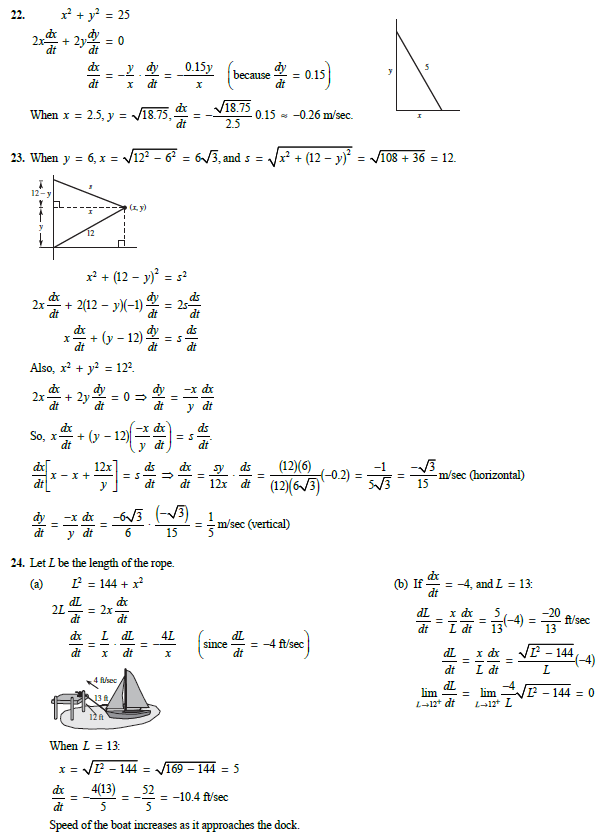 22. x² + y² = 25
2x dx/dt + 2y dy/dt = 0
dx/dt = −y/x · dy/dt = −0.15y/x (because dy/dt = 0.15)
y
5
x
When x = 2.5, y = √18.75, dx/dt = −√18.75/2.5 0.15 ≈ −0.26 m/sec.
23. When y = 6, x = √(12² − 6²) = 6√3, and s = √(x² + (12 − y)²) = √(108 + 36) = 12.
12 − y
s
x
(x, y)
y
12
x² + (12 − y)² = s²
2x dx/dt + 2(12 − y)(−1) dy/dt = 2s ds/dt
x dx/dt + (y − 12) dy/dt = s ds/dt
Also, x² + y² = 12².
2x dx/dt + 2y dy/dt = 0 ⇒ dy/dt = −x/y dx/dt
So, x dx/dt + (y − 12)(−x/y dx/dt) = s ds/dt.
dx/dt[x − x + 12x/y] = s ds/dt ⇒ dx/dt = sy/12x · ds/dt = (12)(6)/(12)(6√3) (−0.2) = −1/5√3 = −√3/15 m/sec (horizontal)
dy/dt = −x/y dx/dt = −6√3/6 · (−√3)/15 = 1/5 m/sec (vertical)
24. Let L be the length of the rope.
(a) L² = 144 + x²
2L dL/dt = 2x dx/dt
dx/dt = L/x · dL/dt = −4L/x (since dL/dt = −4 ft/sec)
4 ft/sec
13 ft
12 ft
When L = 13:
x = √(L² − 144) = √(169 − 144) = 5
dx/dt = −4(13)/5 = −52/5 = −10.4 ft/sec
Speed of the boat increases as it approaches the dock.
(b) If dx/dt = −4, and L = 13:
dL/dt = x/L dx/dt = 5/13 (−4) = −20/13 ft/sec
dL/dt = x/L dx/dt = √(L² − 144)/L (−4)
lim L→12⁺ dL/dt = lim L→12⁺ −4/L √(L² − 144) = 0